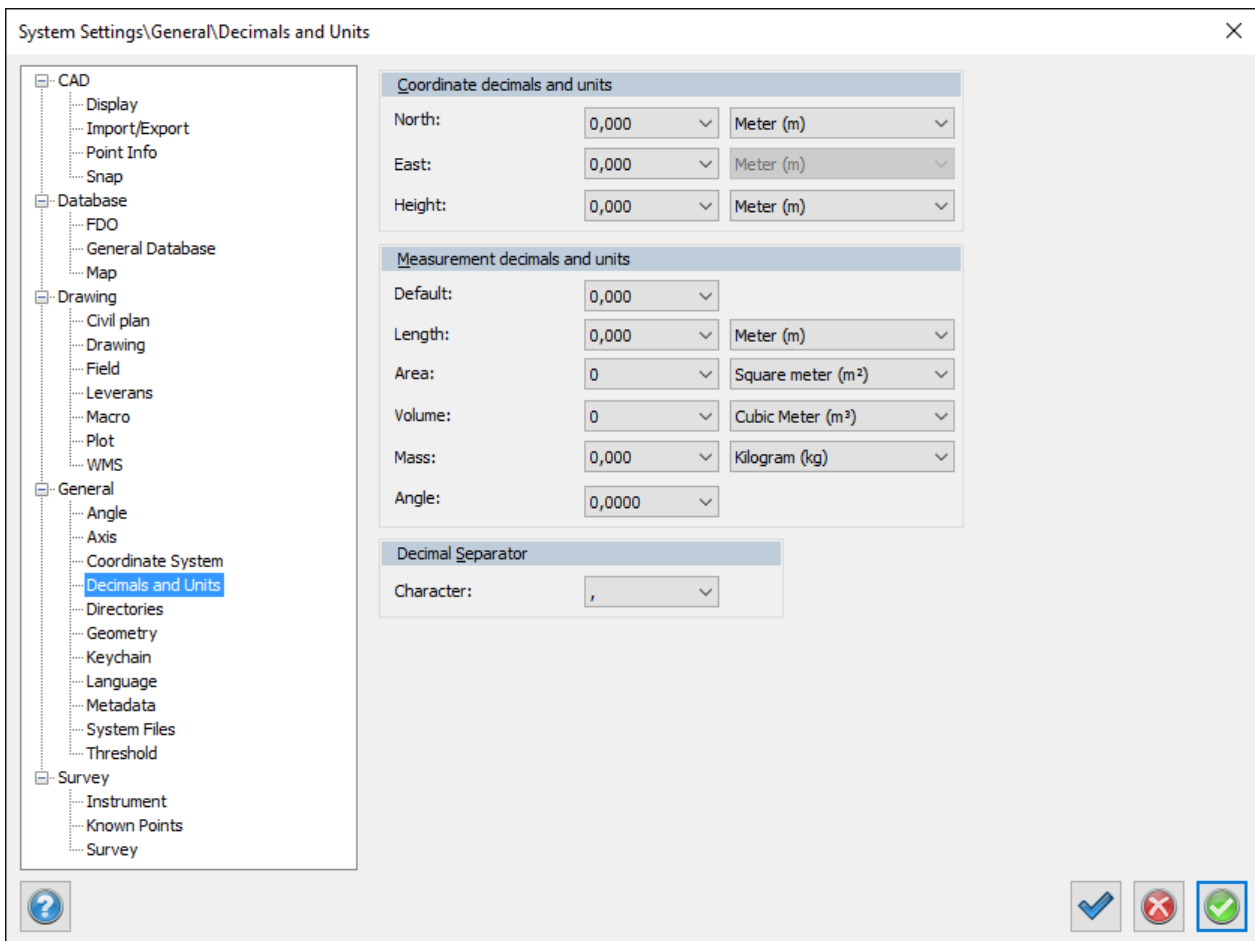 System Settings\General\Decimals and Units
CAD
Display
Import/Export
Point Info
Snap
Database
FDO
General Database
Map
Drawing
Civil plan
Drawing
Field
Leverans
Macro
Plot
WMS
General
Angle
Axis
Coordinate System
Decimals and Units
Directories
Geometry
Keychain
Language
Metadata
System Files
Threshold
Survey
Instrument
Known Points
Survey
Coordinate decimals and units
North: 0,000 Meter (m)
East: 0,000 Meter (m)
Height: 0,000 Meter (m)
Measurement decimals and units
Default: 0,000
Length: 0,000 Meter (m)
Area: 0 Square meter (m²)
Volume: 0 Cubic Meter (m³)
Mass: 0,000 Kilogram (kg)
Angle: 0,0000
Decimal Separator
Character: ,